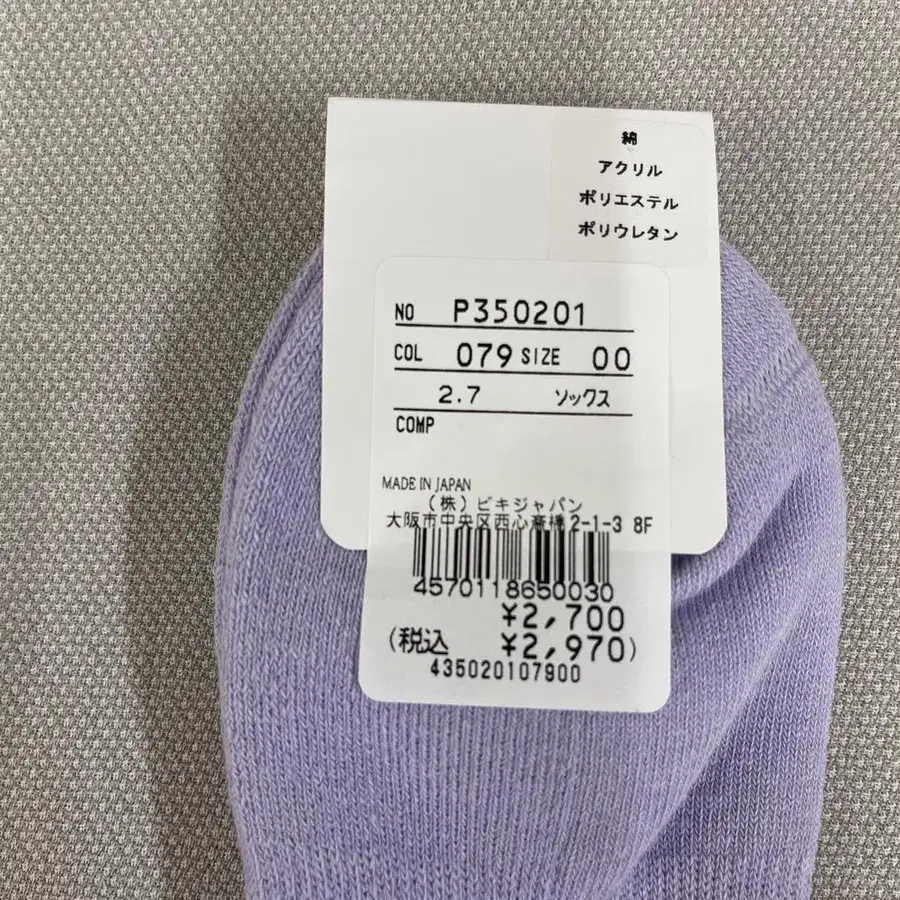 綿
アクリル
ポリエステル
ポリウレタン
NO P350201
COL 079 SIZE 00
2.7 ソックス
COMP
MADE IN JAPAN
(株)ピキジャパン
大阪市中央区西心斎橋2-1-3 8F
4570118650030
¥2,700
(税込 ¥2,970)
435020107900